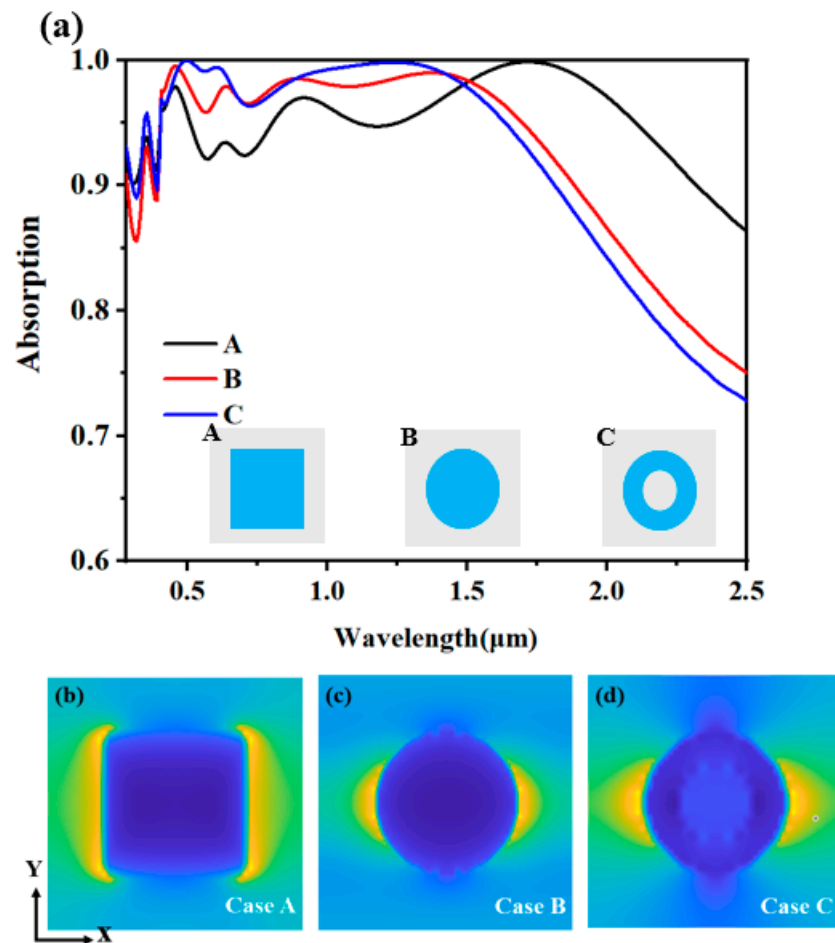 (a)
1.0
0.9
0.8
0.7
0.6
Absorption
A
B
C
A
B
C
0.5
1.0
1.5
2.0
2.5
Wavelength(μm)
(b)
(c)
(d)
Y
X
Case A
Case B
Case C